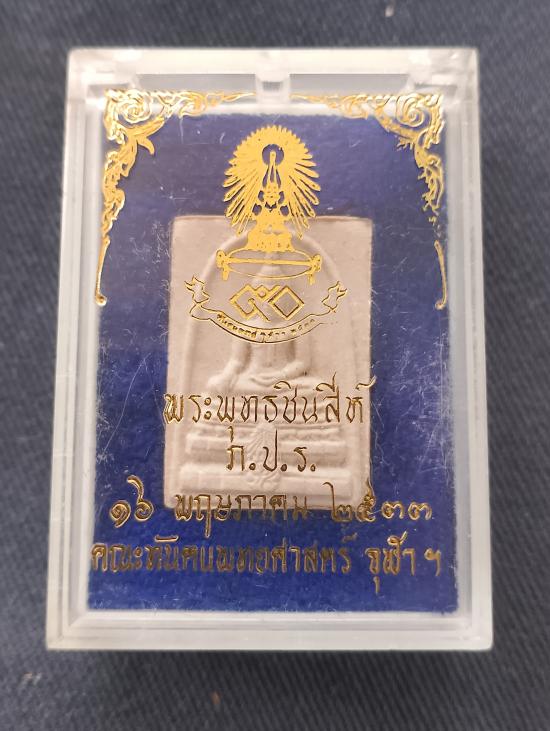 ๕๐
พระพุทธชินสีห์
ภ.ป.ร.
๑๖ พฤษภาคม ๒๕๓๓
คณะทันตแพทยศาสตร์ จุฬาฯ